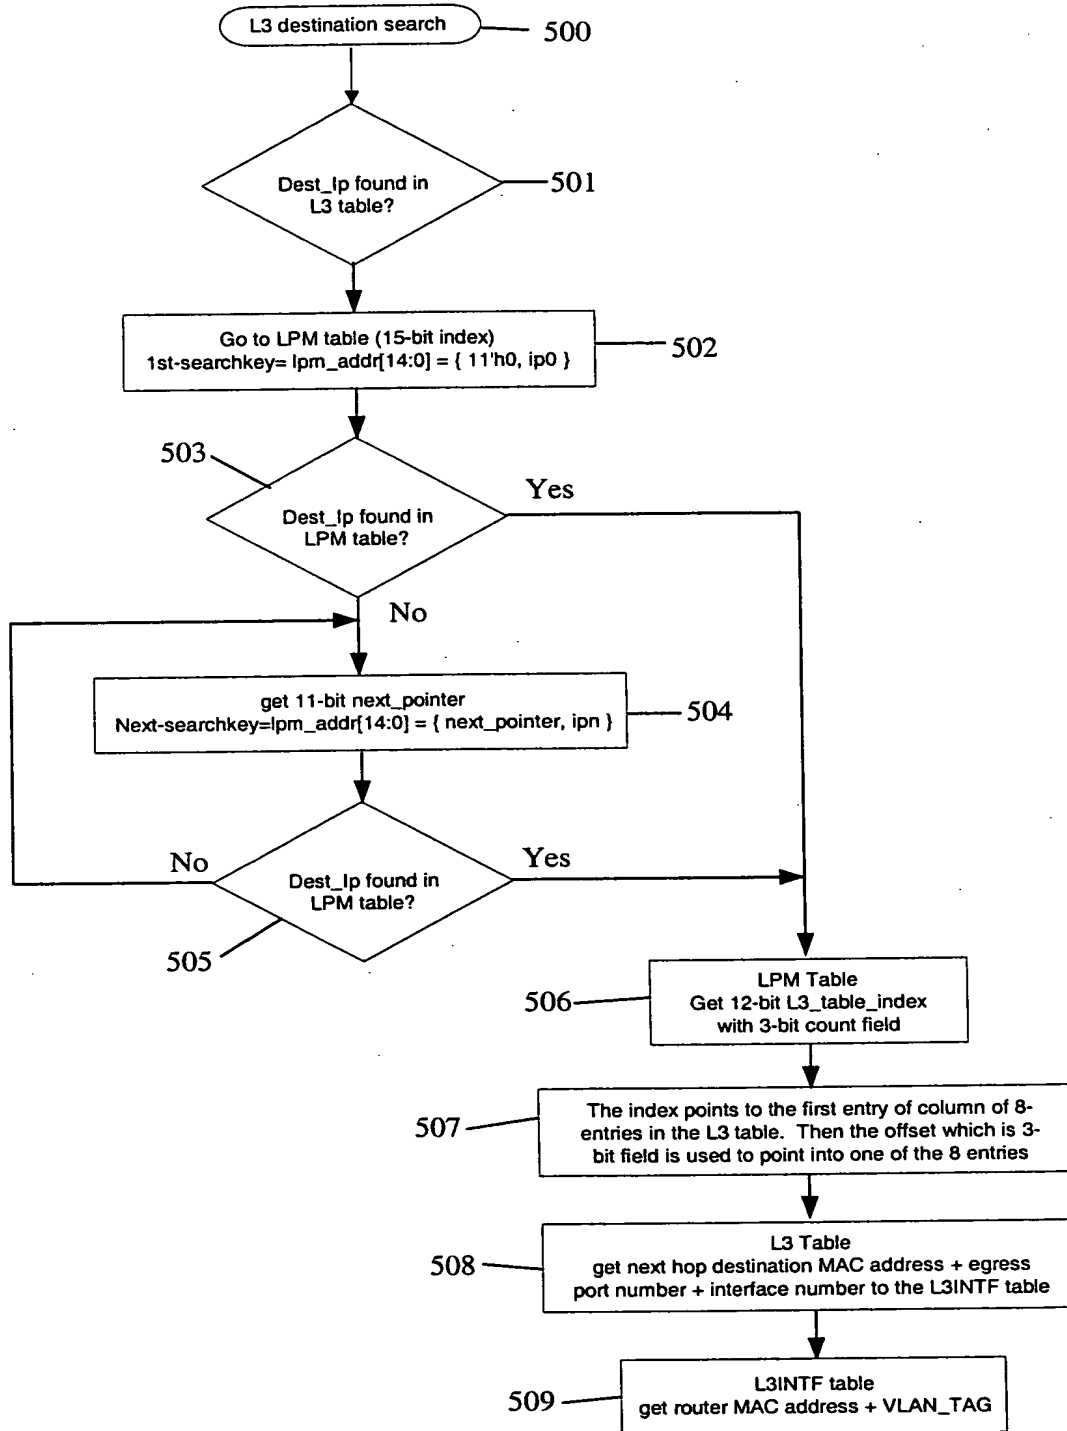 L3 destination search
500
Dest_Ip found in
L3 table?
501
Go to LPM table (15-bit index)
1st-searchkey= lpm_addr[14:0] = { 11'h0, ip0 }
502
503
Yes
Dest_Ip found in
LPM table?
No
get 11-bit next_pointer
Next-searchkey=lpm_addr[14:0] = { next_pointer, ipn }
504
No
Yes
Dest_Ip found in
LPM table?
505
LPM Table
Get 12-bit L3_table_index
with 3-bit count field
506
The index points to the first entry of column of 8-
entries in the L3 table. Then the offset which is 3-
bit field is used to point into one of the 8 entries
507
L3 Table
get next hop destination MAC address + egress
port number + interface number to the L3INTF table
508
L3INTF table
get router MAC address + VLAN_TAG
509